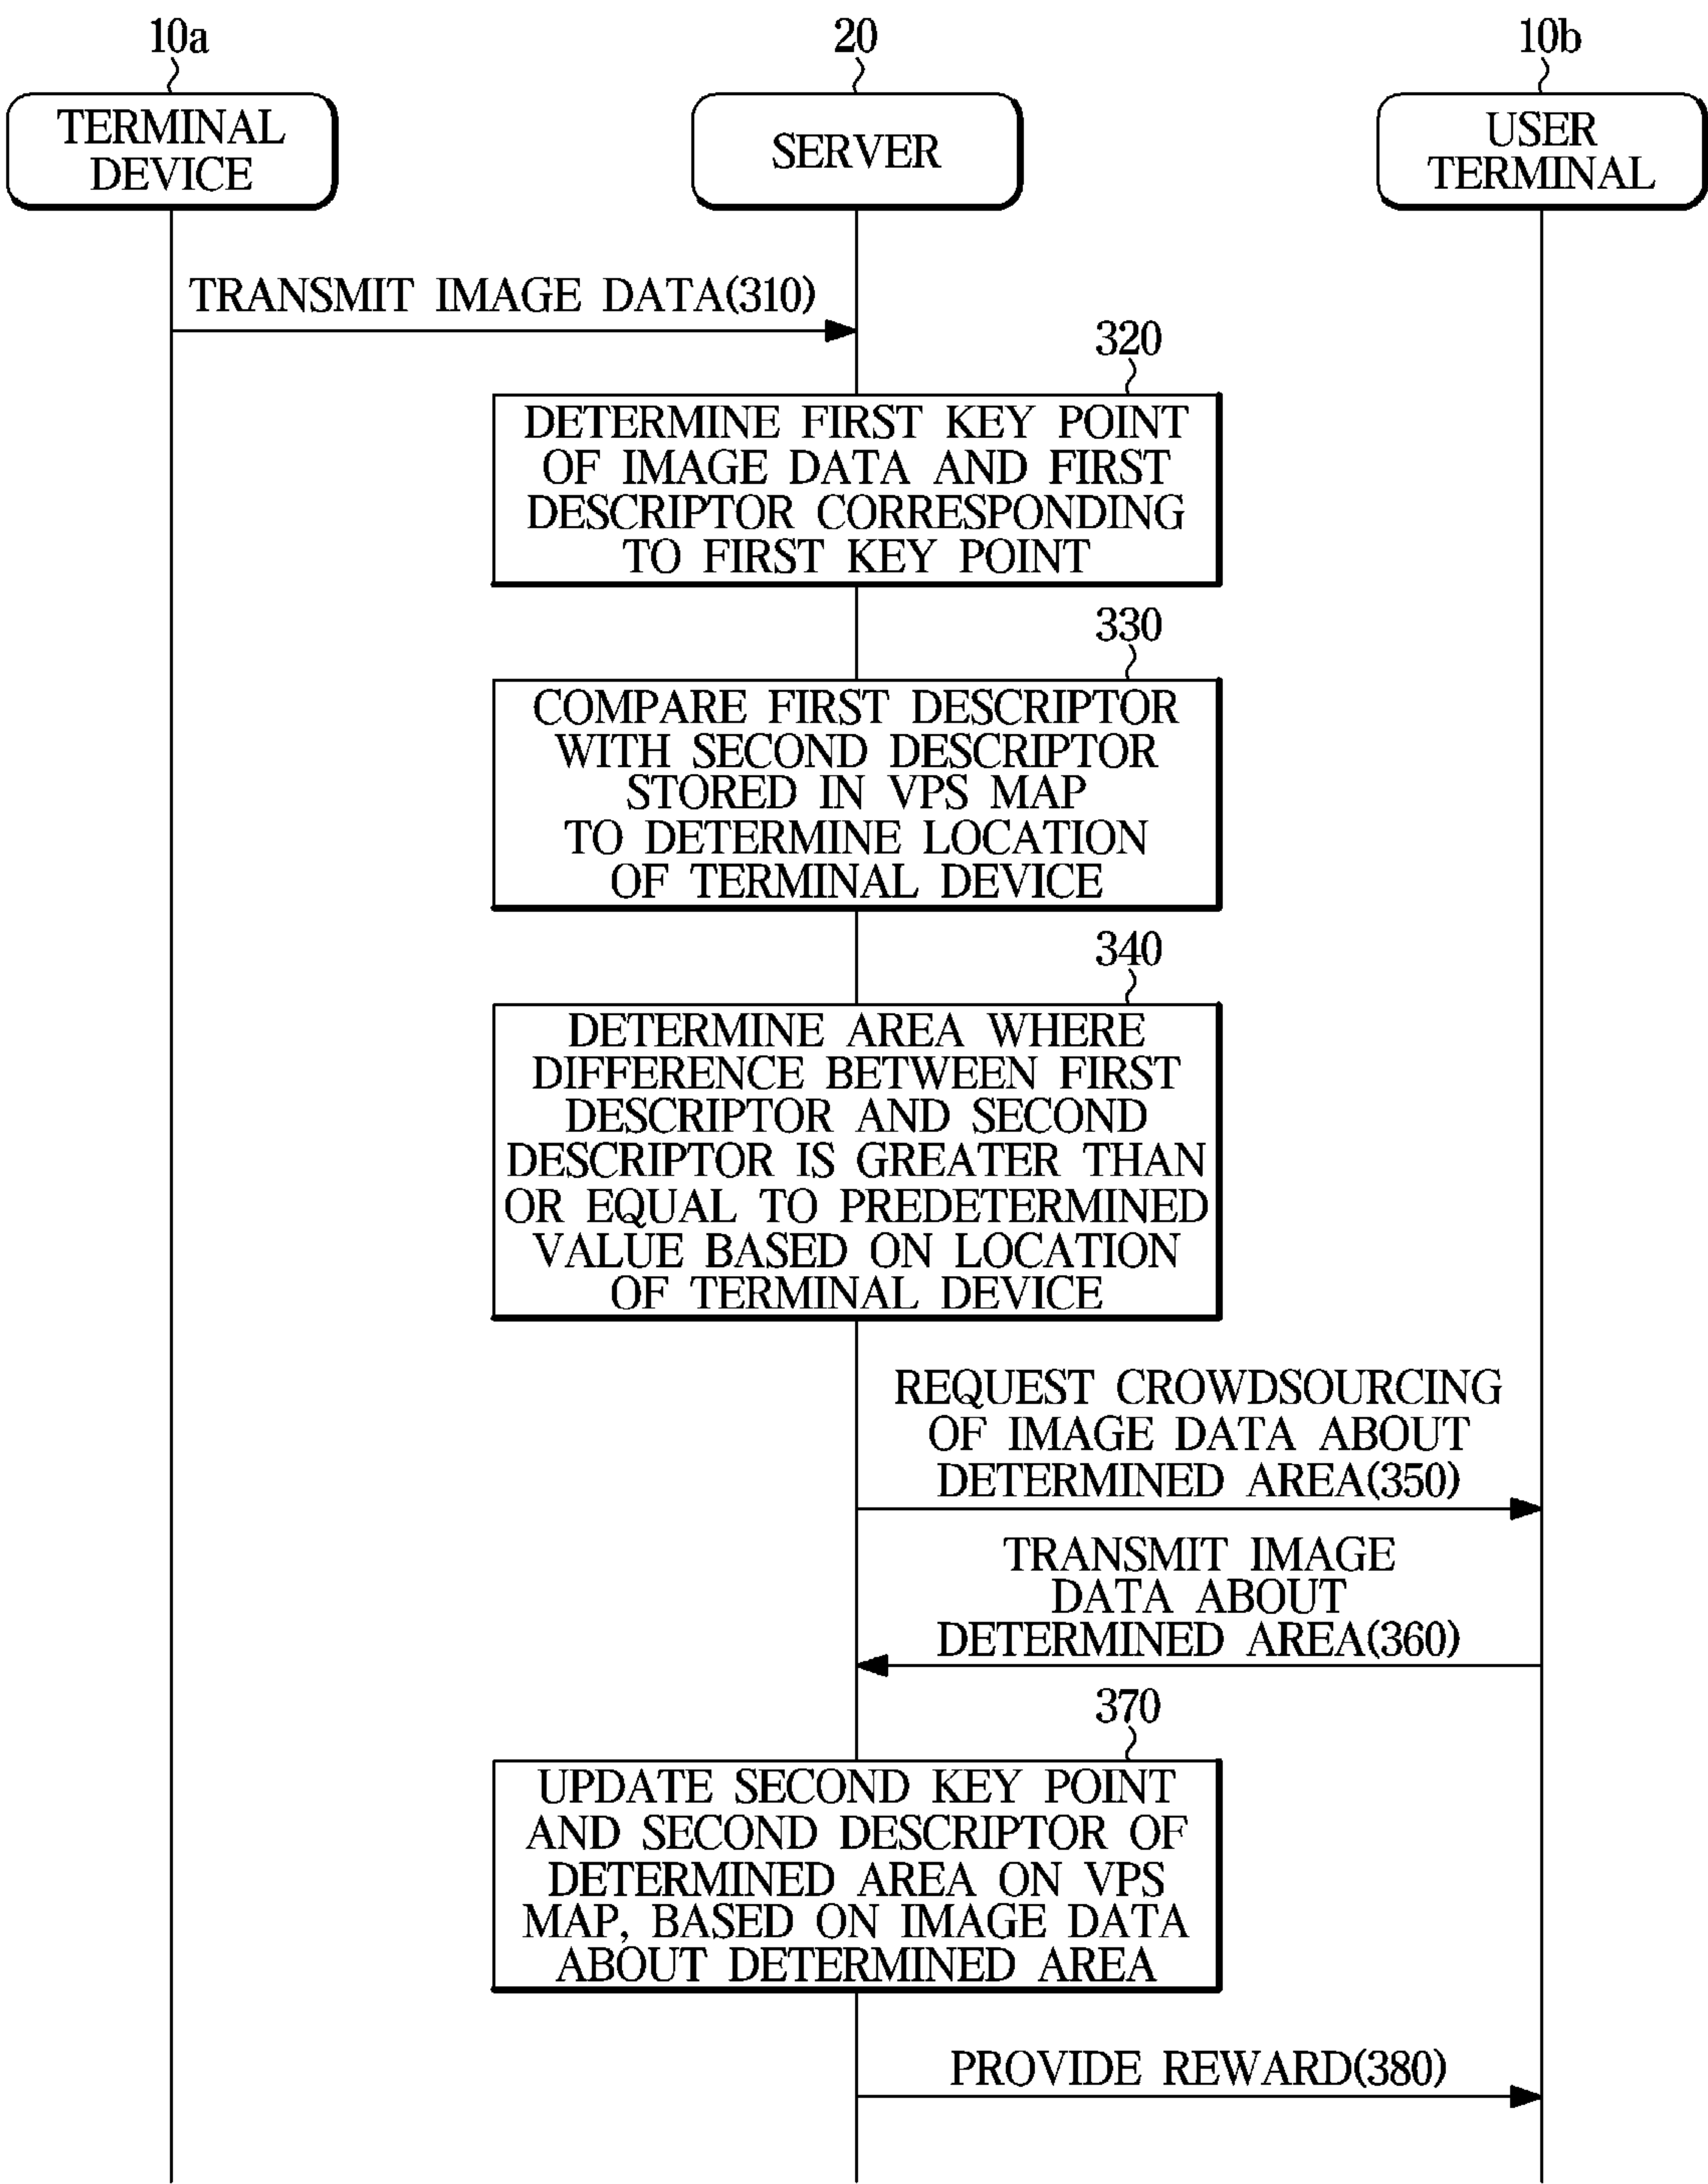 10a
20
10b
TERMINAL
DEVICE
SERVER
USER
TERMINAL
TRANSMIT IMAGE DATA(310)
320
DETERMINE FIRST KEY POINT
OF IMAGE DATA AND FIRST
DESCRIPTOR CORRESPONDING
TO FIRST KEY POINT
330
COMPARE FIRST DESCRIPTOR
WITH SECOND DESCRIPTOR
STORED IN VPS MAP
TO DETERMINE LOCATION
OF TERMINAL DEVICE
340
DETERMINE AREA WHERE
DIFFERENCE BETWEEN FIRST
DESCRIPTOR AND SECOND
DESCRIPTOR IS GREATER THAN
OR EQUAL TO PREDETERMINED
VALUE BASED ON LOCATION
OF TERMINAL DEVICE
REQUEST CROWDSOURCING
OF IMAGE DATA ABOUT
DETERMINED AREA(350)
TRANSMIT IMAGE
DATA ABOUT
DETERMINED AREA(360)
370
UPDATE SECOND KEY POINT
AND SECOND DESCRIPTOR OF
DETERMINED AREA ON VPS
MAP, BASED ON IMAGE DATA
ABOUT DETERMINED AREA
PROVIDE REWARD(380)